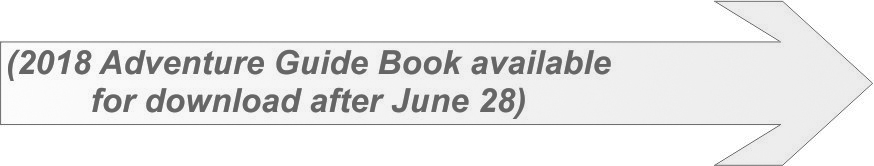 (2018 Adventure Guide Book available
for download after June 28)